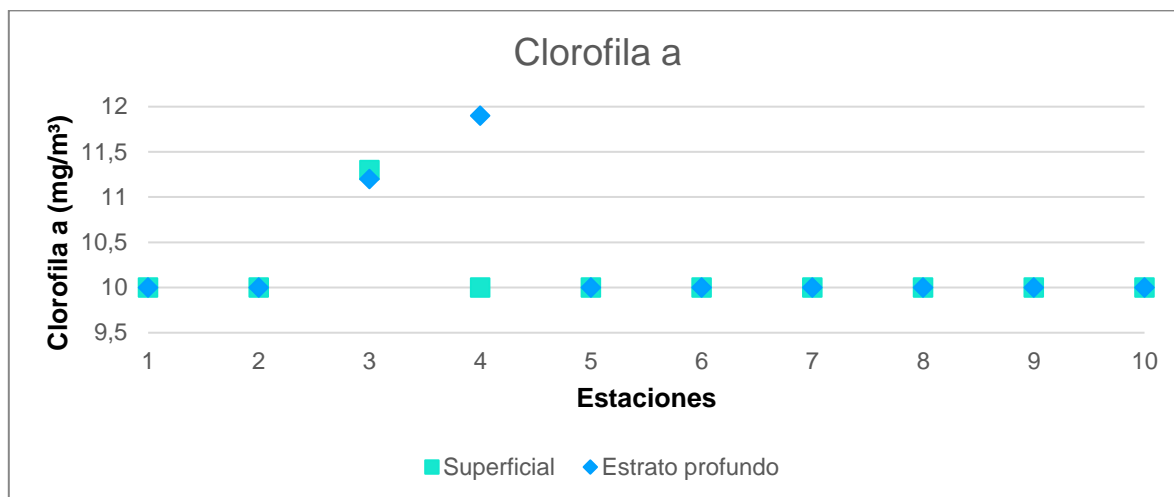 Clorofila a
Clorofila a (mg/m³)
12
11,5
11
10,5
10
9,5
1 2 3 4 5 6 7 8 9 10
Estaciones
Superficial Estrato profundo